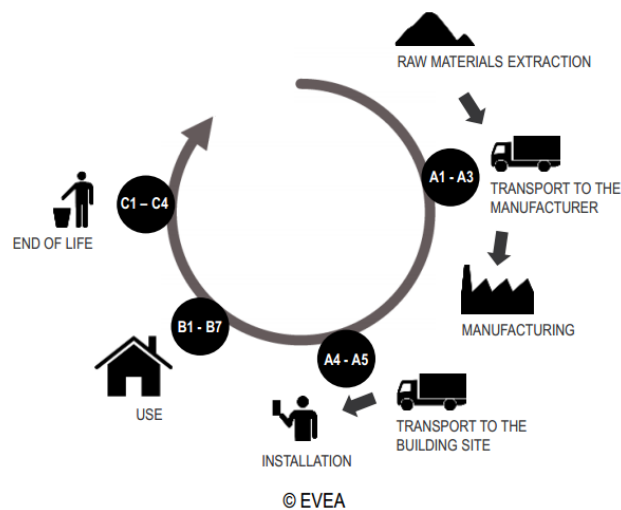 RAW MATERIALS EXTRACTION
A1 - A3
TRANSPORT TO THE
MANUFACTURER
MANUFACTURING
A4 - A5
TRANSPORT TO THE
BUILDING SITE
INSTALLATION
B1 - B7
USE
C1 – C4
END OF LIFE
© EVEA